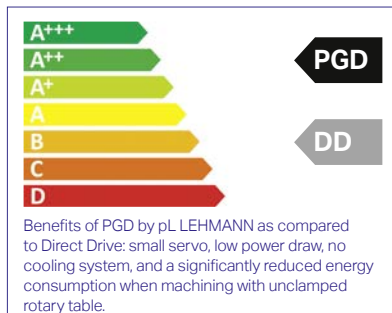 A+++
A++
PGD
A+
A
B
DD
C
D
Benefits of PGD by pL LEHMANN as compared
to Direct Drive: small servo, low power draw, no
cooling system, and a significantly reduced energy
consumption when machining with unclamped
rotary table.